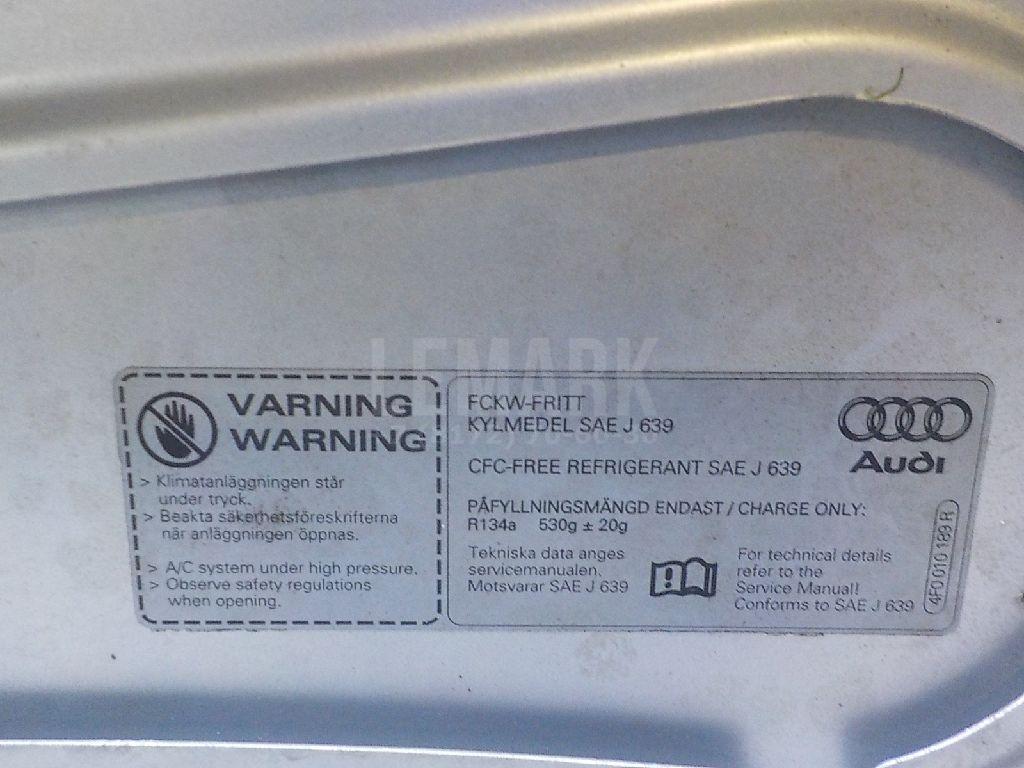 LEMARK
VARNING
WARNING
> Klimatanläggningen står
under tryck.
> Beakta säkerhetsföreskrifterna
när anläggningen öppnas.
> A/C system under high pressure.
> Observe safety regulations
when opening.
FCKW-FRITT
KYLMEDEL SAE J 639
CFC-FREE REFRIGERANT SAE J 639
PÅFYLLNINGSMÄNGD ENDAST / CHARGE ONLY:
R134a 530g ± 20g
Tekniska data anges
servicemanualen.
Motsvarar SAE J 639
For technical details
refer to the
Service Manual!
Conforms to SAE J 639
Audi
4F0 010 189 R